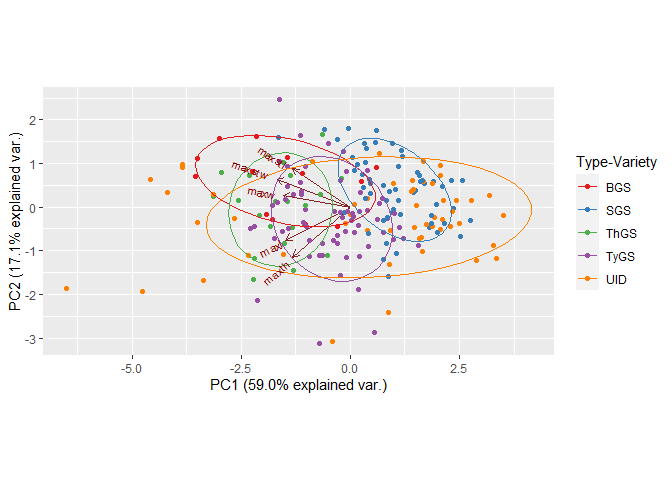 2
1
0
-1
-2
-3
-5.0
-2.5
0.0
2.5
PC2 (17.1% explained var.)
PC1 (59.0% explained var.)
maxw
Type-Variety
BGS
SGS
ThGS
TyGS
UID